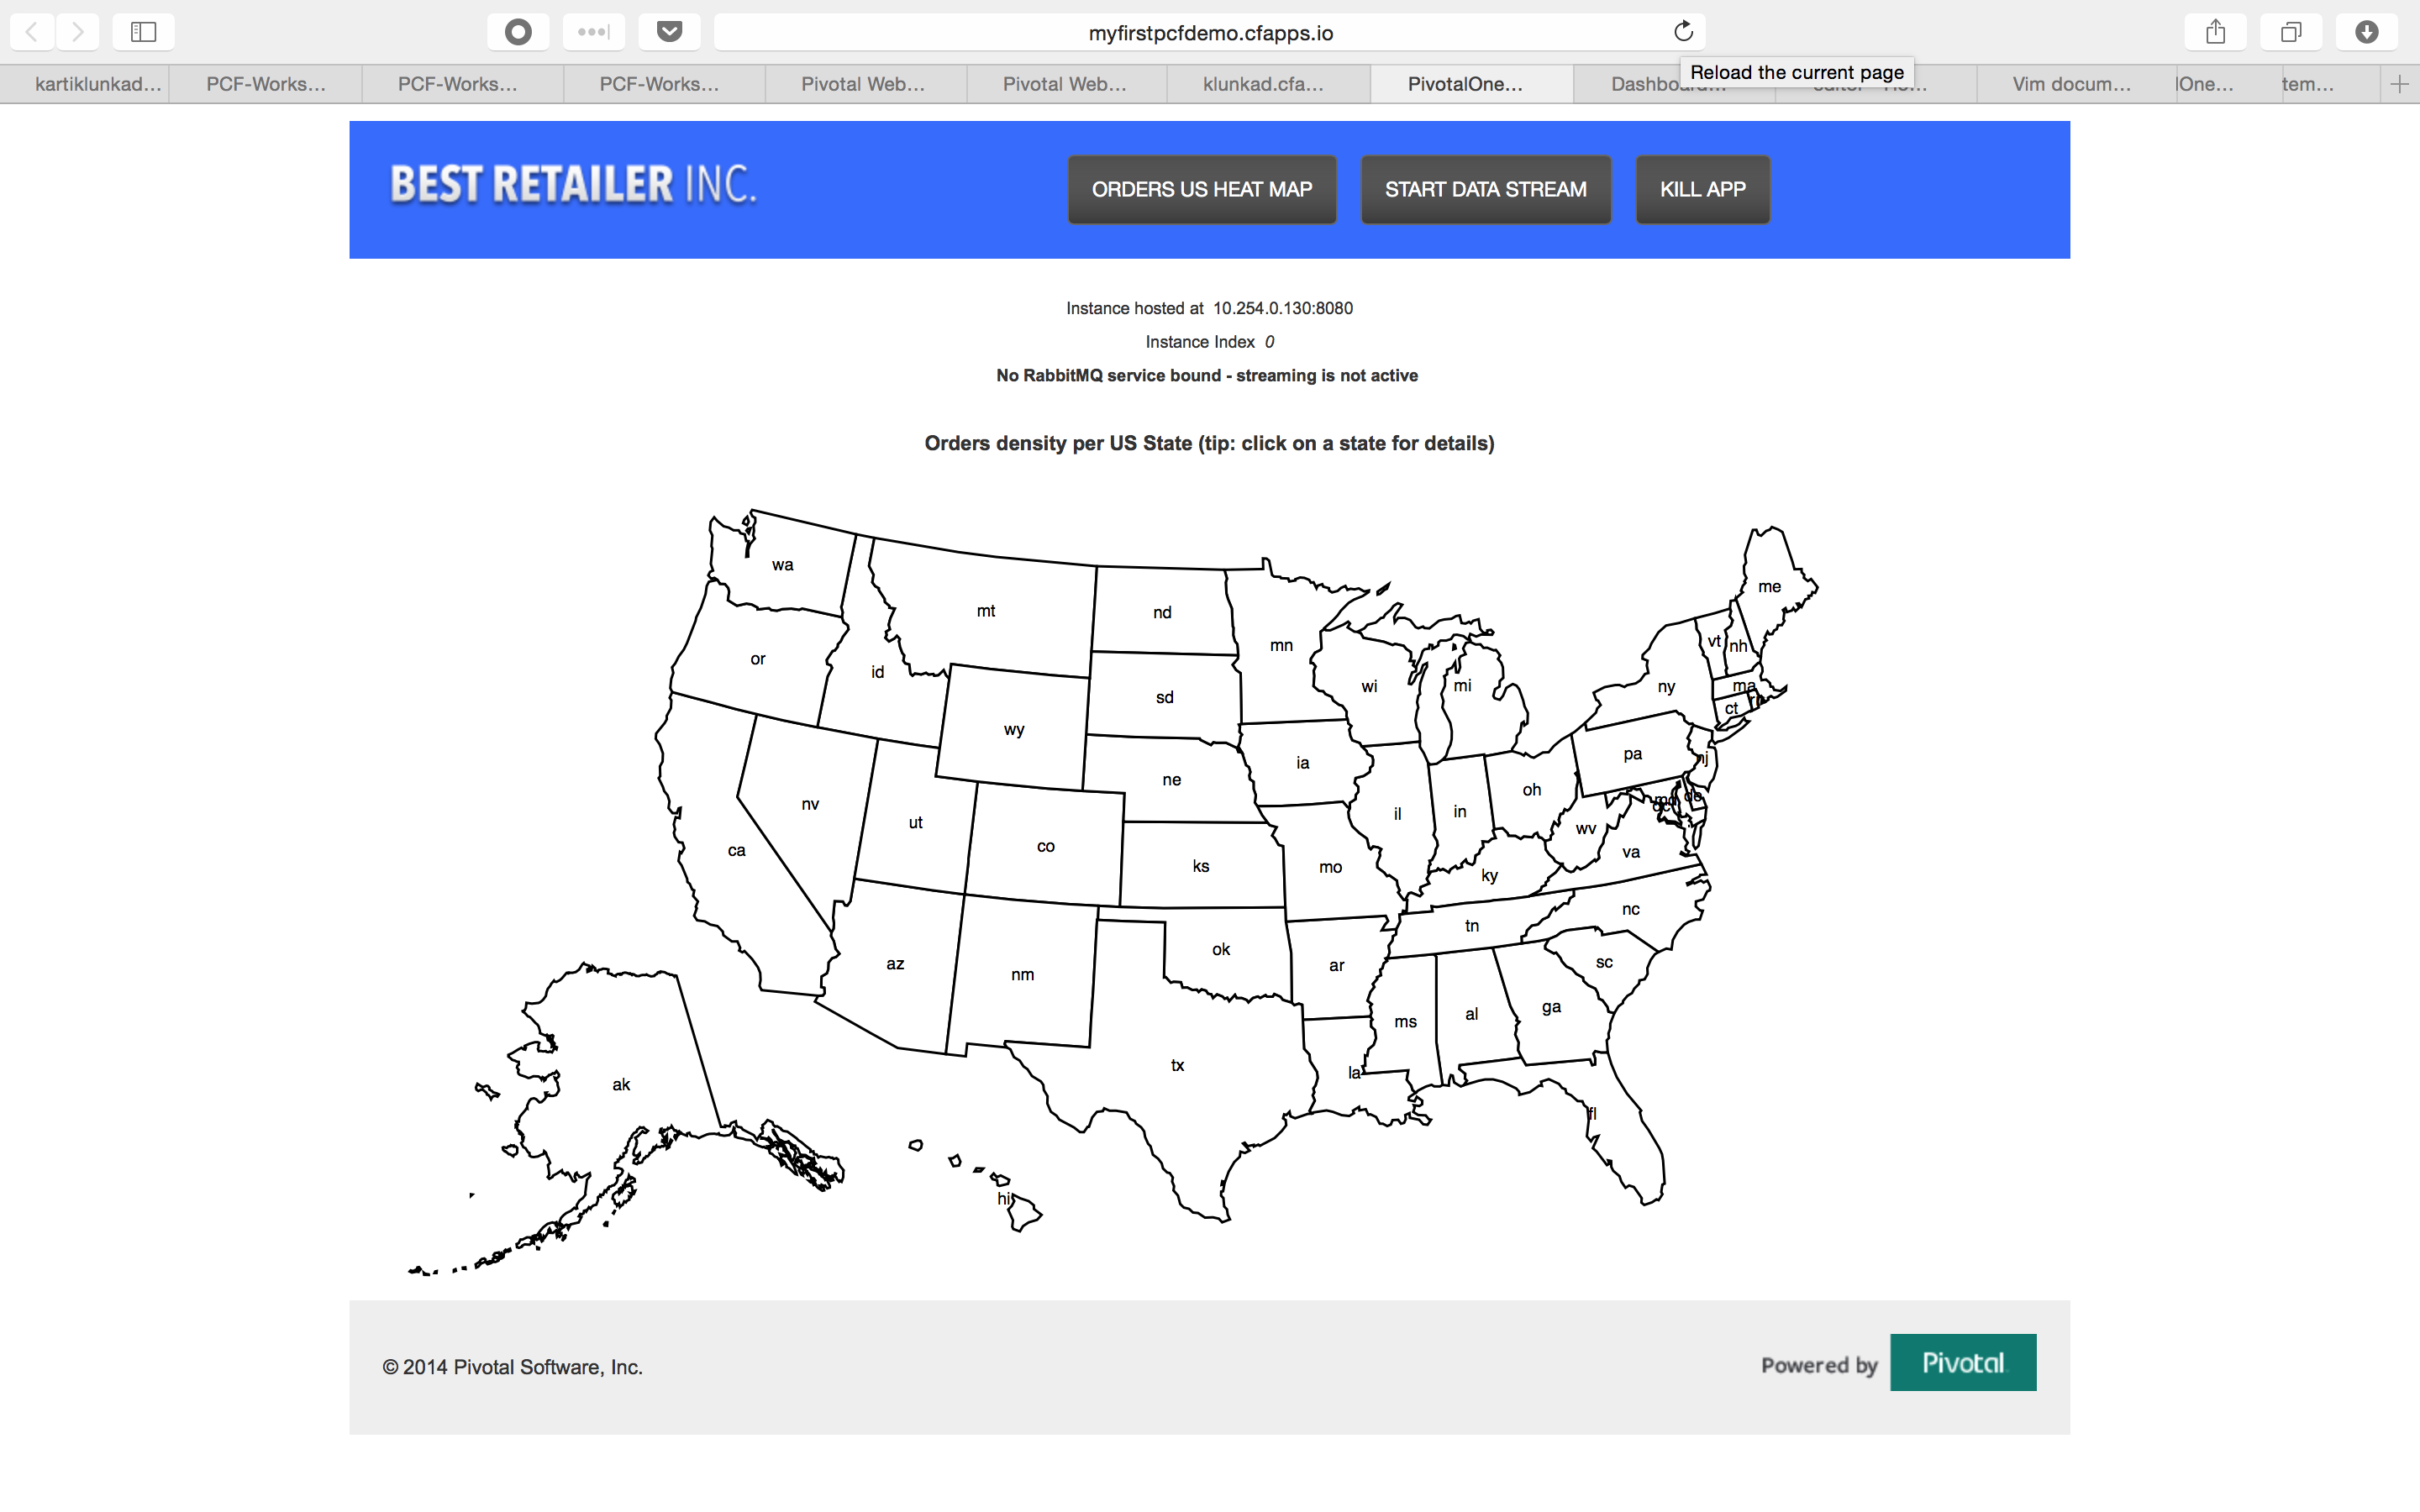 myfirstpcfdemo.cfapps.io
kartiklunkad... PCF-Works... PCF-Works... PCF-Works... Pivotal Web... Pivotal Web... klunkad.cfa... PivotalOne... Vim docum... tem...
Reload the current page
BEST RETAILER INC.
ORDERS US HEAT MAP START DATA STREAM KILL APP
Instance hosted at 10.254.0.130:8080
Instance Index 0
No RabbitMQ service bound - streaming is not active
Orders density per US State (tip: click on a state for details)
wa
me
mt
nd
vt
nh
mn
or
id
wi
mi
ny
ma
sd
ct
wy
pa
nj
ia
ne
oh
de
md
dc
nv
il
in
ut
wv
co
ca
va
ks
mo
ky
nc
tn
ok
sc
az
ar
nm
ga
al
ms
tx
la
ak
fl
hi
© 2014 Pivotal Software, Inc.
Powered by Pivotal